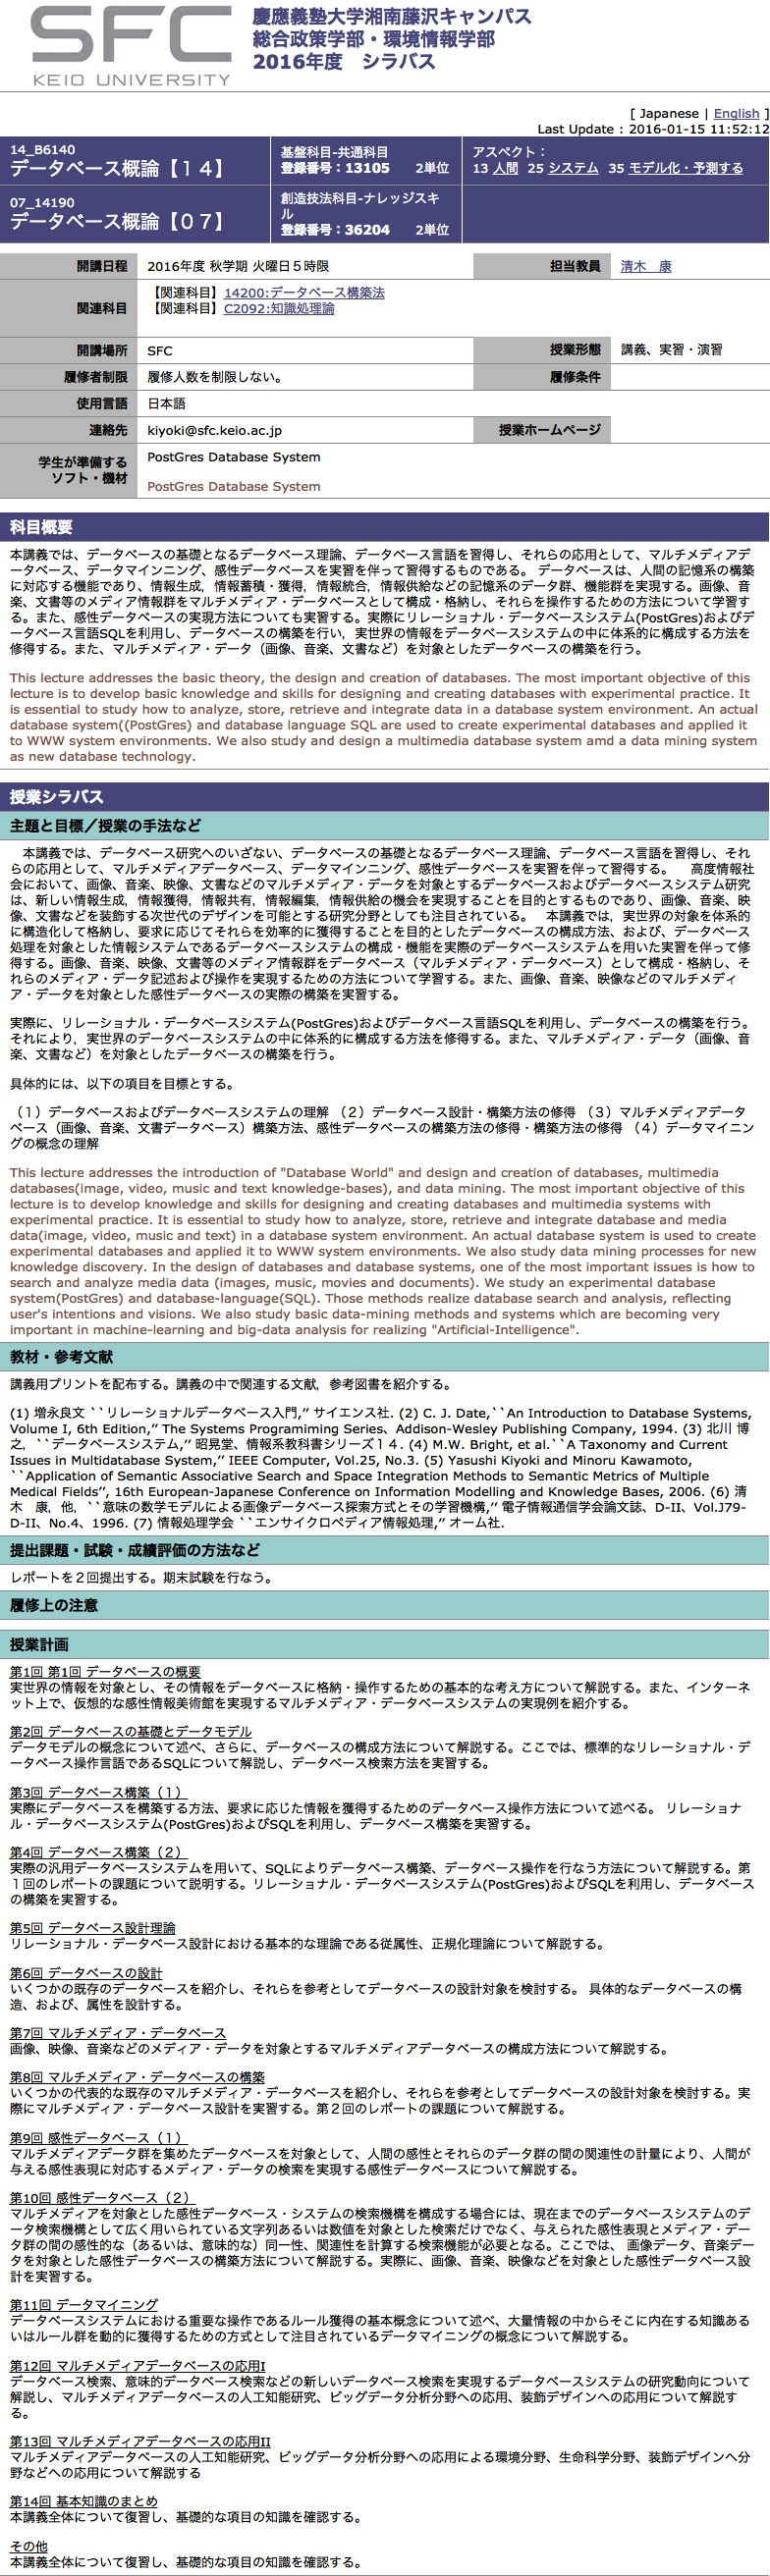 SFC
KEIO UNIVERSITY
慶應義塾大学湘南藤沢キャンパス
総合政策学部・環境情報学部
2016年度　シラバス
[ Japanese | English ]
Last Update : 2016-01-15 11:52:12
14_B6140
データベース概論【１４】
基盤科目-共通科目
登録番号：13105　　2単位
アスペクト：
13 人間　25 システム　35 モデル化・予測する
07_14190
データベース概論【０７】
創造技法科目-ナレッジスキ
ル
登録番号：36204　　2単位
開講日程　2016年度 秋学期 火曜日５時限　担当教員　清木　康
関連科目
【関連科目】14200:データベース構築法
【関連科目】C2092:知識処理論
開講場所　SFC　授業形態　講義、実習・演習
履修者制限　履修人数を制限しない。　履修条件
使用言語　日本語
連絡先　kiyoki@sfc.keio.ac.jp　授業ホームページ
学生が準備する
ソフト・機材
PostGres Database System
PostGres Database System
科目概要
本講義では、データベースの基礎となるデータベース理論、データベース言語を習得し、それらの応用として、マルチメディアデ
ータベース、データマインニング、感性データベースを実習を伴って習得するものである。 データベースは、人間の記憶系の構築
に対応する機能であり、情報生成，情報蓄積・獲得，情報統合，情報供給などの記憶系のデータ群、機能群を実現する。画像、音
楽、文書等のメディア情報群をマルチメディア・データベースとして構成・格納し、それらを操作するための方法について学習す
る。また、感性データベースの実現方法についても実習する。実際にリレーショナル・データベースシステム(PostGres)およびデ
ータベース言語SQLを利用し、データベースの構築を行い，実世界の情報をデータベースシステムの中に体系的に構成する方法を
修得する。また、マルチメディア・データ（画像、音楽、文書など）を対象としたデータベースの構築を行う。
This lecture addresses the basic theory, the design and creation of databases. The most important objective of this
lecture is to develop basic knowledge and skills for designing and creating databases with experimental practice. It
is essential to study how to analyze, store, retrieve and integrate data in a database system environment. An actual
database system((PostGres) and database language SQL are used to create experimental databases and applied it
to WWW system environments. We also study and design a multimedia database system amd a data mining system
as new database technology.
授業シラバス
主題と目標／授業の手法など
　本講義では、データベース研究へのいざない、データベースの基礎となるデータベース理論、データベース言語を習得し、それ
らの応用として、マルチメディアデータベース、データマインニング、感性データベースを実習を伴って習得する。　 高度情報社
会において、画像、音楽、映像、文書などのマルチメディア・データを対象とするデータベースおよびデータベースシステム研究
は、新しい情報生成，情報獲得，情報共有，情報編集，情報供給の機会を実現することを目的とするものであり、画像、音楽、映
像、文書などを装飾する次世代のデザインを可能とする研究分野としても注目されている。　本講義では，実世界の対象を体系的
に構造化して格納し、要求に応じてそれらを効率的に獲得することを目的としたデータベースの構成方法、および、データベース
処理を対象とした情報システムであるデータベースシステムの構成・機能を実際のデータベースシステムを用いた実習を伴って修
得する。画像、音楽、映像、文書等のメディア情報群をデータベース（マルチメディア・データベース）として構成・格納し、そ
れらのメディア・データ記述および操作を実現するための方法について学習する。また、画像、音楽、映像などのマルチメディ
ア・データを対象とした感性データベースの実際の構築を実習する。
実際に、リレーショナル・データベースシステム(PostGres)およびデータベース言語SQLを利用し、データベースの構築を行う。
それにより，実世界のデータベースシステムの中に体系的に構成する方法を修得する。また、マルチメディア・データ（画像、音
楽、文書など）を対象としたデータベースの構築を行う。
具体的には、以下の項目を目標とする。
（１）データベースおよびデータベースシステムの理解 （２）データベース設計・構築方法の修得 （３）マルチメディアデータ
ベース（画像、音楽、文書データベース）構築方法、感性データベースの構築方法の修得・構築方法の修得 （４）データマイニン
グの概念の理解
This lecture addresses the introduction of "Database World" and design and creation of databases, multimedia
databases(image, video, music and text knowledge-bases), and data mining. The most important objective of this
lecture is to develop knowledge and skills for designing and creating databases and multimedia systems with
experimental practice. It is essential to study how to analyze, store, retrieve and integrate database and media
data(image, video, music and text) in a database system environment. An actual database system is used to create
experimental databases and applied it to WWW system environments. We also study data mining processes for new
knowledge discovery. In the design of databases and database systems, one of the most important issues is how to
search and analyze media data (images, music, movies and documents). We study an experimental database
system(PostGres) and database-language(SQL). Those methods realize database search and analysis, reflecting
user's intentions and visions. We also study basic data-mining methods and systems which are becoming very
important in machine-learning and big-data analysis for realizing "Artificial-Intelligence".
教材・参考文献
講義用プリントを配布する。講義の中で関連する文献，参考図書を紹介する。
(1) 増永良文 ``リレーショナルデータベース入門,'' サイエンス社. (2) C. J. Date,``An Introduction to Database Systems,
Volume I, 6th Edition,'' The Systems Programiming Series、Addison-Wesley Publishing Company, 1994. (3) 北川 博
之，``データベースシステム,'' 昭晃堂、情報系教科書シリーズ１４. (4) M.W. Bright, et al.``A Taxonomy and Current
Issues in Multidatabase System,'' IEEE Computer, Vol.25, No.3. (5) Yasushi Kiyoki and Minoru Kawamoto,
``Application of Semantic Associative Search and Space Integration Methods to Semantic Metrics of Multiple
Medical Fields'', 16th European-Japanese Conference on Information Modelling and Knowledge Bases, 2006. (6) 清
木　康，他，``意味の数学モデルによる画像データベース探索方式とその学習機構,'' 電子情報通信学会論文誌、D-II、Vol.J79-
D-II、No.4、1996. (7) 情報処理学会 ``エンサイクロペディア情報処理,'' オーム社.
提出課題・試験・成績評価の方法など
レポートを２回提出する。期末試験を行なう。
履修上の注意
授業計画
第1回 第1回 データベースの概要
実世界の情報を対象とし、その情報をデータベースに格納・操作するための基本的な考え方について解説する。また、インターネ
ット上で、仮想的な感性情報美術館を実現するマルチメディア・データベースシステムの実現例を紹介する。
第2回 データベースの基礎とデータモデル
データモデルの概念について述べ、さらに、データベースの構成方法について解説する。ここでは、標準的なリレーショナル・デ
ータベース操作言語であるSQLについて解説し、データベース検索方法を実習する。
第3回 データベース構築（１）
実際にデータベースを構築する方法、要求に応じた情報を獲得するためのデータベース操作方法について述べる。 リレーショナ
ル・データベースシステム(PostGres)およびSQLを利用し、データベース構築を実習する。
第4回 データベース構築（２）
実際の汎用データベースシステムを用いて、SQLによりデータベース構築、データベース操作を行なう方法について解説する。第
１回のレポートの課題について説明する。リレーショナル・データベースシステム(PostGres)およびSQLを利用し、データベース
の構築を実習する。
第5回 データベース設計理論
リレーショナル・データベース設計における基本的な理論である従属性、正規化理論について解説する。
第6回 データベースの設計
いくつかの既存のデータベースを紹介し、それらを参考としてデータベースの設計対象を検討する。 具体的なデータベースの構
造、および、属性を設計する。
第7回 マルチメディア・データベース
画像、映像、音楽などのメディア・データを対象とするマルチメディアデータベースの構成方法について解説する。
第8回 マルチメディア・データベースの構築
いくつかの代表的な既存のマルチメディア・データベースを紹介し、それらを参考としてデータベースの設計対象を検討する。実
際にマルチメディア・データベース設計を実習する。第２回のレポートの課題について解説する。
第9回 感性データベース（１）
マルチメディアデータ群を集めたデータベースを対象として、人間の感性とそれらのデータ群の間の関連性の計量により、人間が
与える感性表現に対応するメディア・データの検索を実現する感性データベースについて解説する。
第10回 感性データベース（２）
マルチメディアを対象とした感性データベース・システムの検索機構を構成する場合には、現在までのデータベースシステムのデ
ータ検索機構として広く用いられている文字列あるいは数値を対象とした検索だけでなく、与えられた感性表現とメディア・デー
タ群の間の感性的な（あるいは、意味的な）同一性、関連性を計算する検索機能が必要となる。ここでは、 画像データ、音楽デー
タを対象とした感性データベースの構築方法について解説する。実際に、画像、音楽、映像などを対象とした感性データベース設
計を実習する。
第11回 データマイニング
データベースシステムにおける重要な操作であるルール獲得の基本概念について述べ、大量情報の中からそこに内在する知識ある
いはルール群を動的に獲得するための方式として注目されているデータマイニングの概念について解説する。
第12回 マルチメディアデータベースの応用I
データベース検索、意味的データベース検索などの新しいデータベース検索を実現するデータベースシステムの研究動向について
解説し、マルチメディアデータベースの人工知能研究、ビッグデータ分析分野への応用、装飾デザインへの応用について解説す
る。
第13回 マルチメディアデータベースの応用II
マルチメディアデータベースの人工知能研究、ビックデータ分析分野への応用による環境分野、生命科学分野、装飾デザインへ分
野などへの応用について解説する
第14回 基本知識のまとめ
本講義全体について復習し、基礎的な項目の知識を確認する。
その他
本講義全体について復習し、基礎的な項目の知識を確認する。